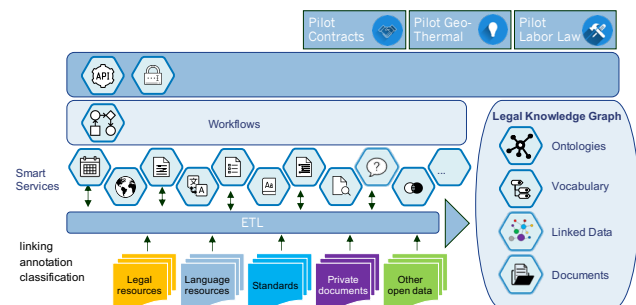 Pilot
Contracts
Pilot Geo-
Thermal
Pilot
Labor Law
API
Workflows
Legal Knowledge Graph
Ontologies
Vocabulary
Linked Data
Documents
Smart
Services
A
Aa
?
...
ETL
linking
annotation
classification
Legal
resources
Language
resources
Standards
Private
documents
Other
open data